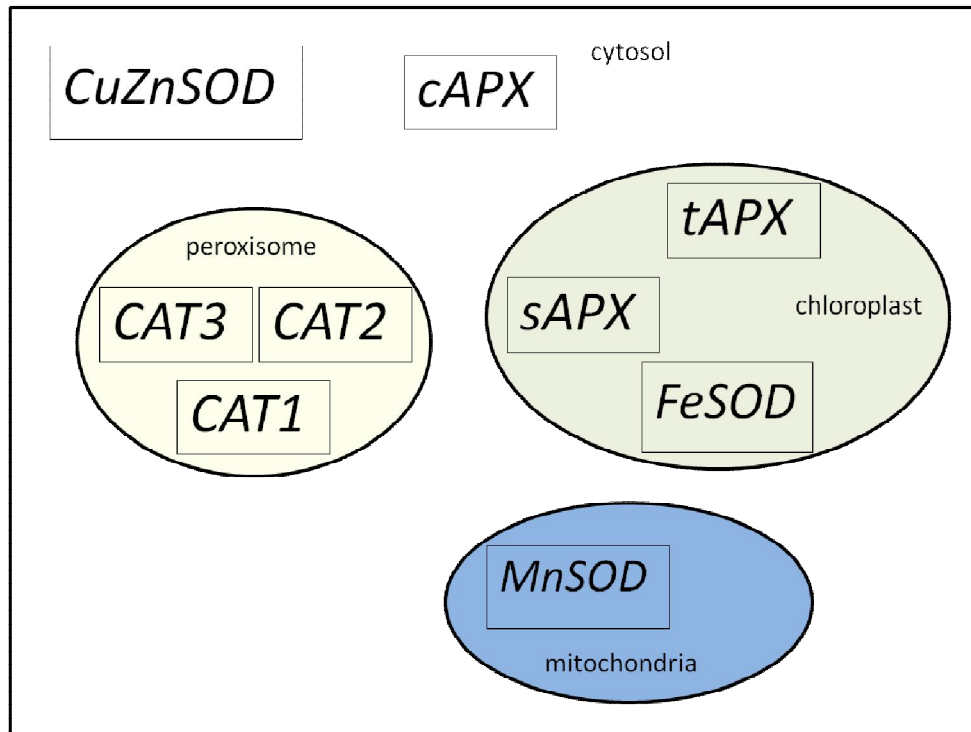 cytosol
CuZnSOD
cAPX
tAPX
peroxisome
CAT3 CAT2
sAPX
chloroplast
CAT1
FeSOD
MnSOD
mitochondria